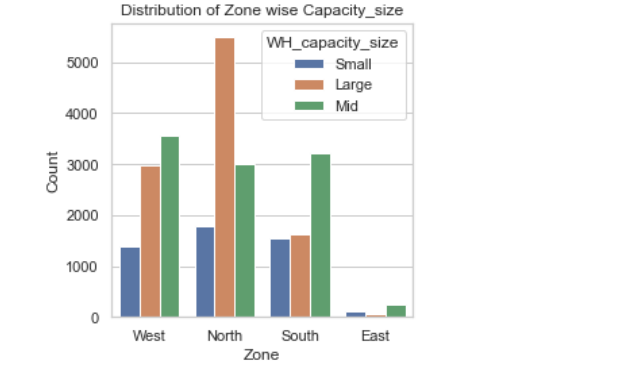 Distribution of Zone wise Capacity_size
WH_capacity_size
Small
Large
Mid
5000
4000
3000
2000
1000
0
Count
West North South East
Zone